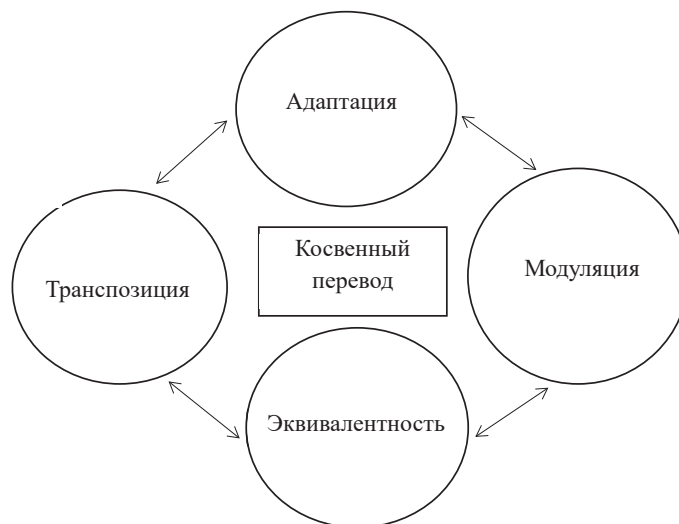 Адаптация
Транспозиция
Косвенный
перевод
Модуляция
Эквивалентность